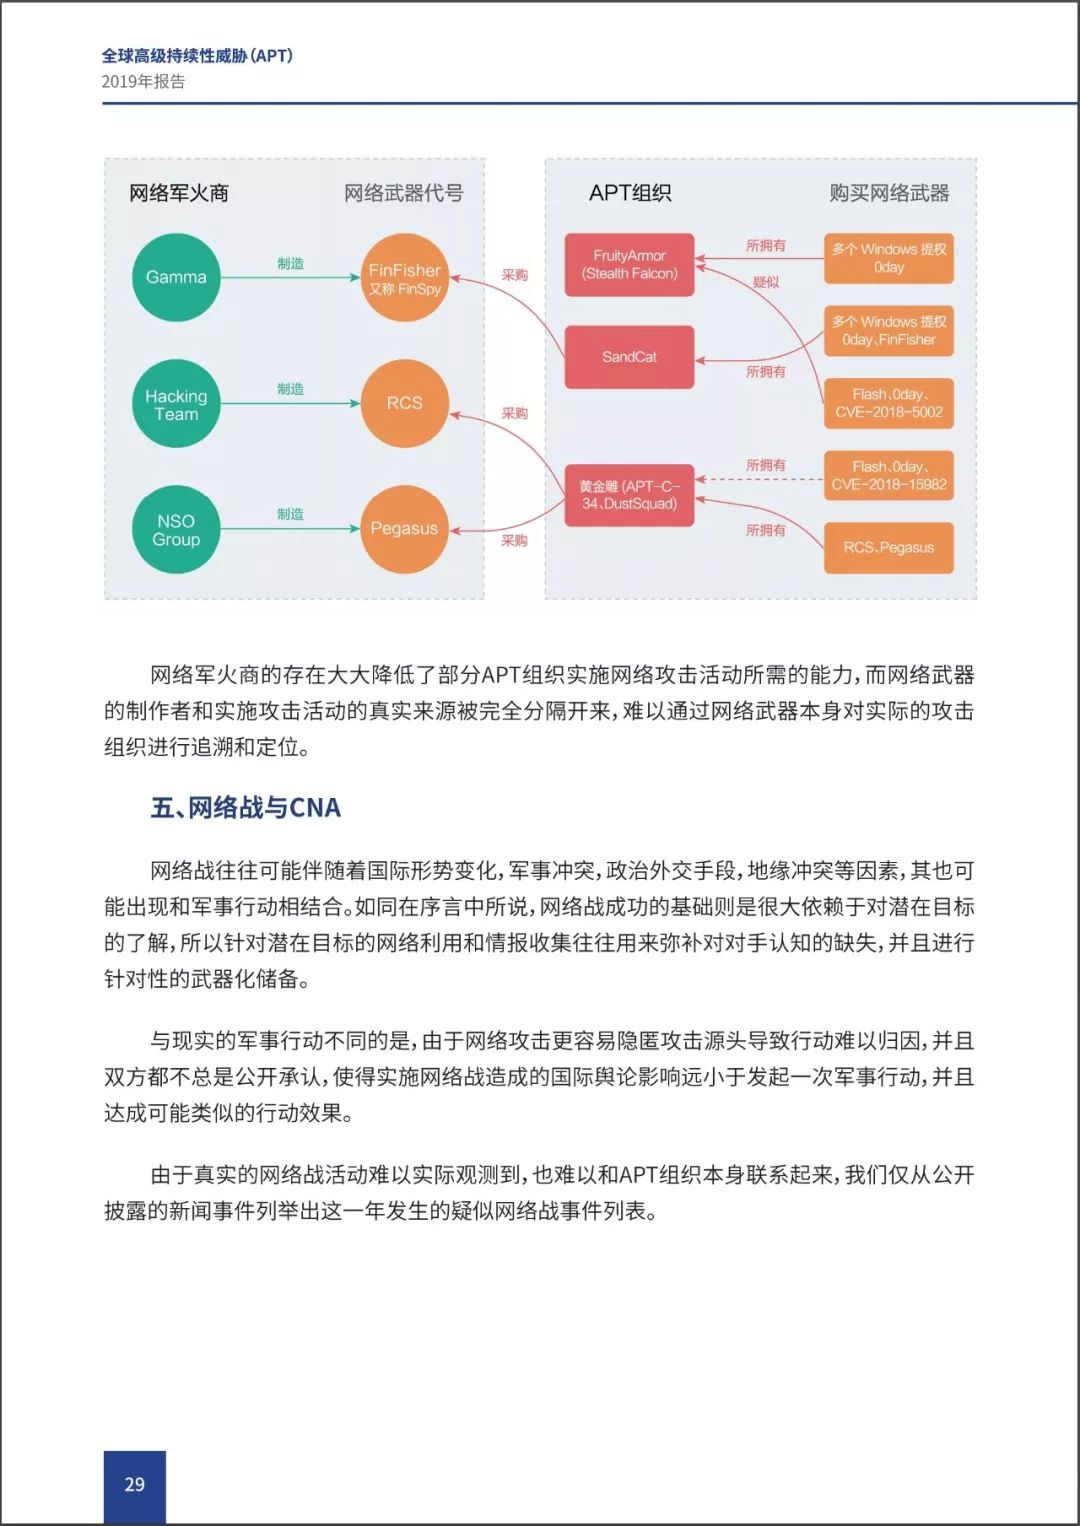 全球高级持续性威胁（APT）
2019年报告
网络军火商
网络武器代号
Gamma
制造
FinFisher
又称 FinSpy
Hacking
Team
制造
RCS
NSO
Group
制造
Pegasus
采购
采购
采购
APT组织
购买网络武器
FruityArmor
(Stealth Falcon)
所拥有
多个 Windows 提权
0day
疑似
SandCat
所拥有
多个 Windows 提权
0day、FinFisher
Flash、0day、
CVE-2018-5002
黄金雕 (APT-C-
34、DustSquad)
所拥有
Flash、0day、
CVE-2018-15982
所拥有
RCS、Pegasus
网络军火商的存在大大降低了部分APT组织实施网络攻击活动所需的能力，而网络武器
的制作者和实施攻击活动的真实来源被完全分隔开来，难以通过网络武器本身对实际的攻击
组织进行追溯和定位。
五、网络战与CNA
网络战往往可能伴随着国际形势变化，军事冲突，政治外交手段，地缘冲突等因素，其也可
能出现和军事行动相结合。如同在序言中所说，网络战成功的基础则是很大依赖于对潜在目标
的了解，所以针对潜在目标的网络利用和情报收集往往用来弥补对对手认知的缺失，并且进行
针对性的武器化储备。
与现实的军事行动不同的是，由于网络攻击更容易隐匿攻击源头导致行动难以归因，并且
双方都不总是公开承认，使得实施网络战造成的国际舆论影响远小于发起一次军事行动，并且
达成可能类似的行动效果。
由于真实的网络战活动难以实际观测到，也难以和APT组织本身联系起来，我们仅从公开
披露的新闻事件列举出这一年发生的疑似网络战事件列表。
29